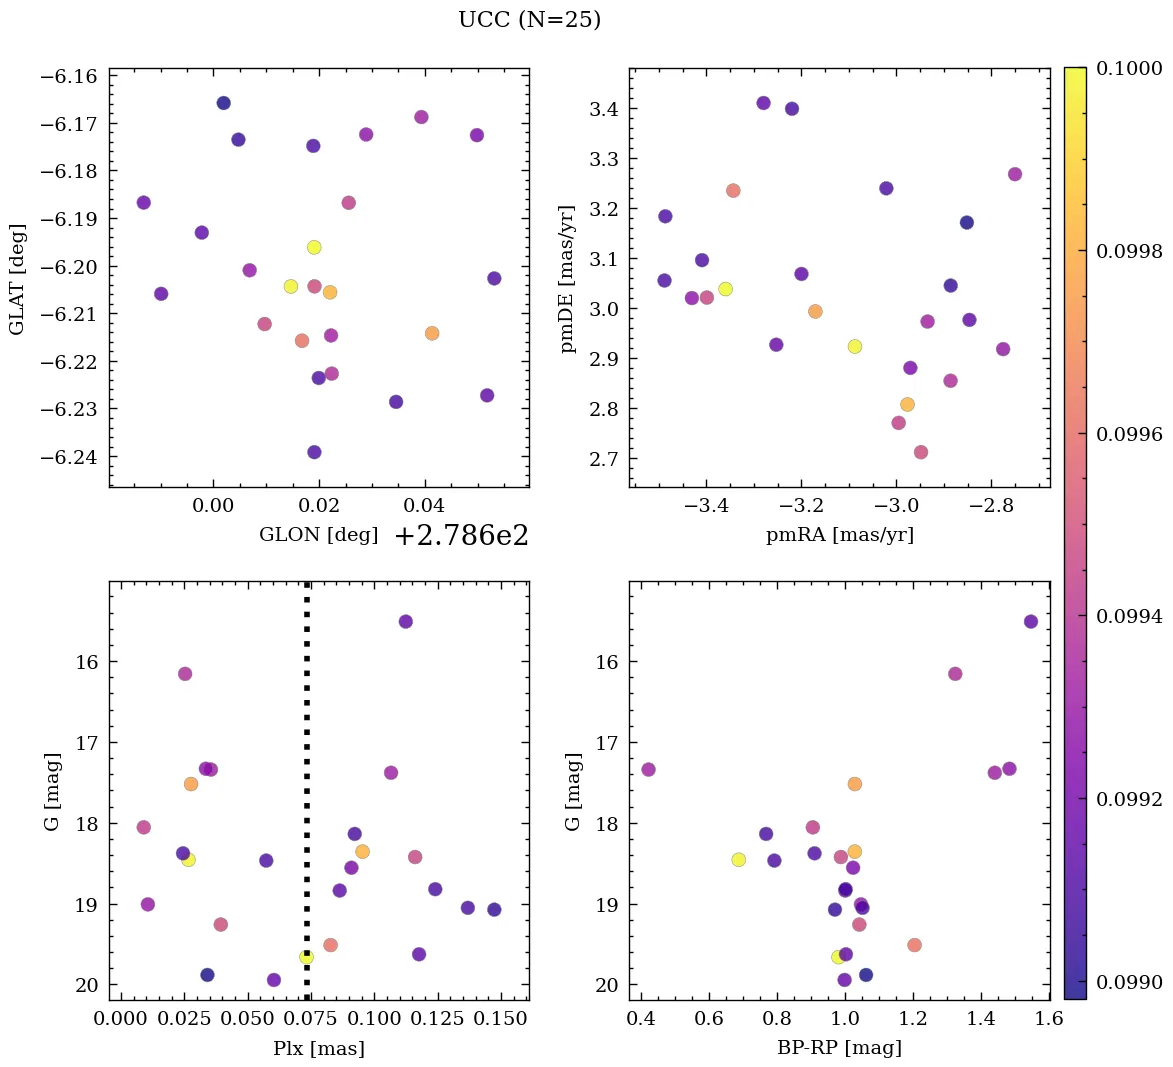 UCC (N=25)
−6.16
−6.17
−6.18
−6.19
−6.20
−6.21
−6.22
−6.23
−6.24
GLAT [deg]
0.00 0.02 0.04
GLON [deg] +2.786e2
3.4
3.3
3.2
3.1
3.0
2.9
2.8
2.7
pmDE [mas/yr]
−3.4 −3.2 −3.0 −2.8
pmRA [mas/yr]
0.1000
0.0998
0.0996
0.0994
0.0992
0.0990
16
17
18
19
20
G [mag]
0.000 0.025 0.050 0.075 0.100 0.125 0.150
Plx [mas]
16
17
18
19
20
G [mag]
0.4 0.6 0.8 1.0 1.2 1.4 1.6
BP-RP [mag]